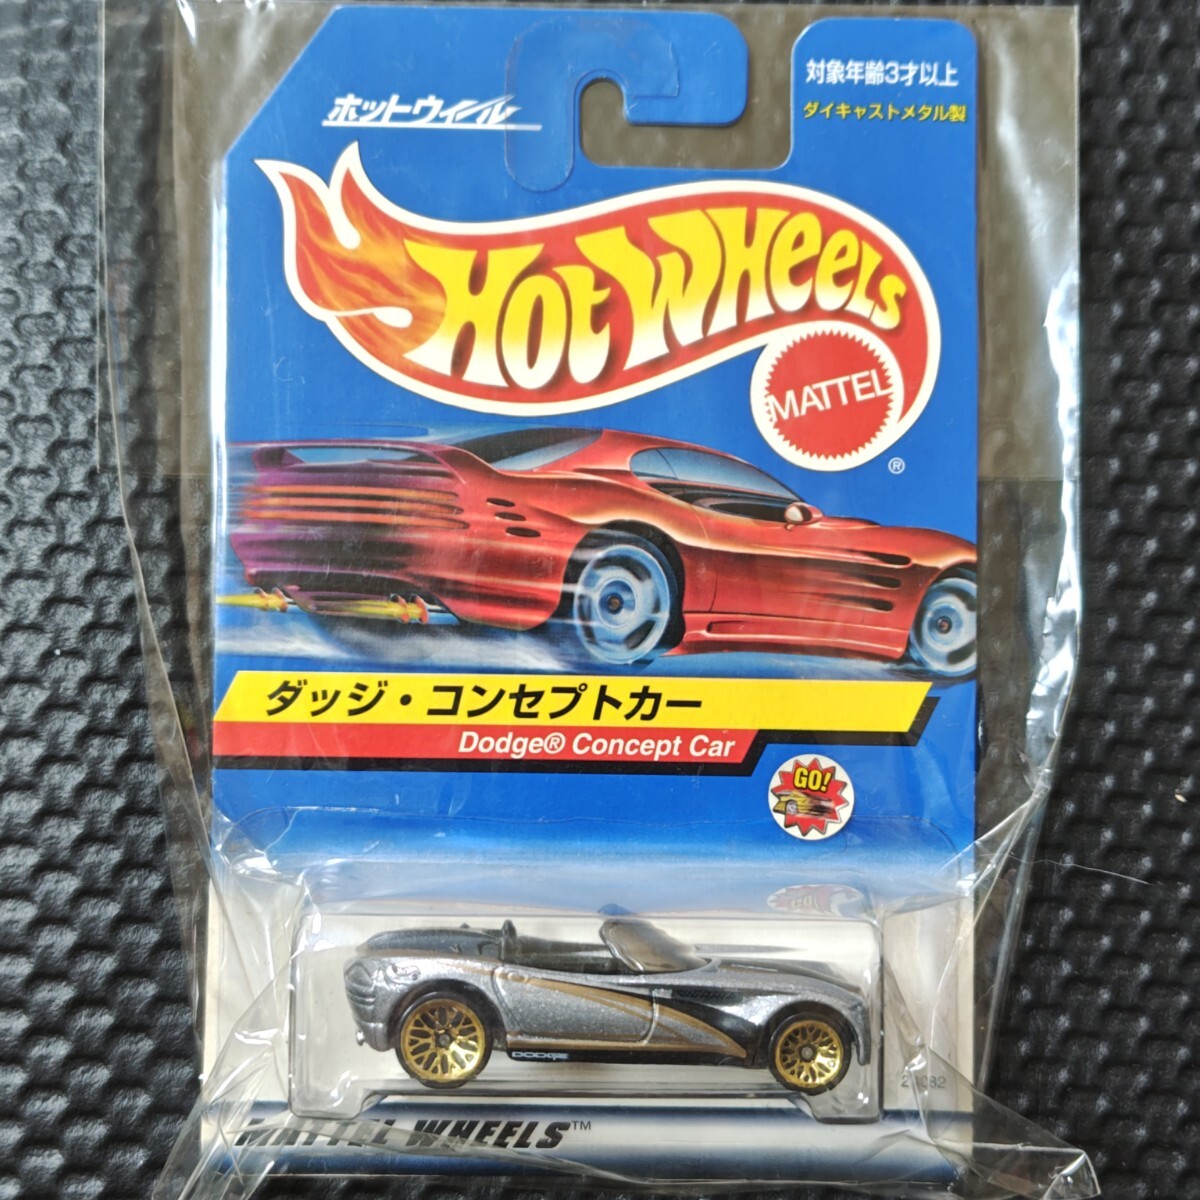 ホットウィール
対象年齢3才以上
ダイキャストメタル製
HOT WHEELS
MATTEL
®
ダッジ・コンセプトカー
Dodge® Concept Car
GO!
DODGE
MATTEL WHEELS™